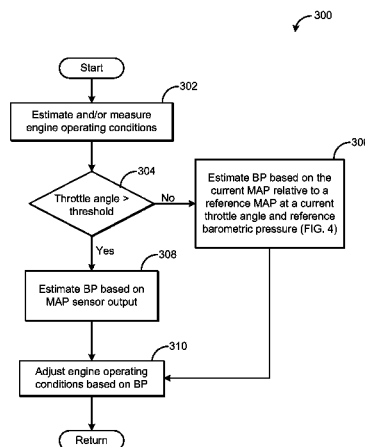 300
Start
302
Estimate and/or measure
engine operating conditions
304
Throttle angle >
threshold
No
Estimate BP based on the
current MAP relative to a
reference MAP at a current
throttle angle and reference
barometric pressure (FIG. 4)
Yes
308
Estimate BP based on
MAP sensor output
310
Adjust engine operating
conditions based on BP
Return